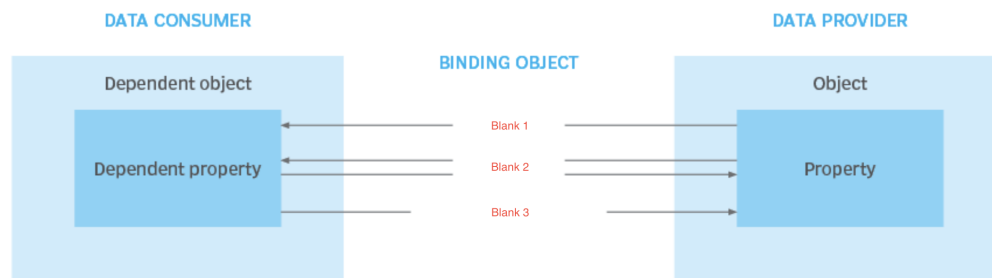 DATA CONSUMER
DATA PROVIDER
BINDING OBJECT
Dependent object
Object
Blank 1
Dependent property
Blank 2
Property
Blank 3